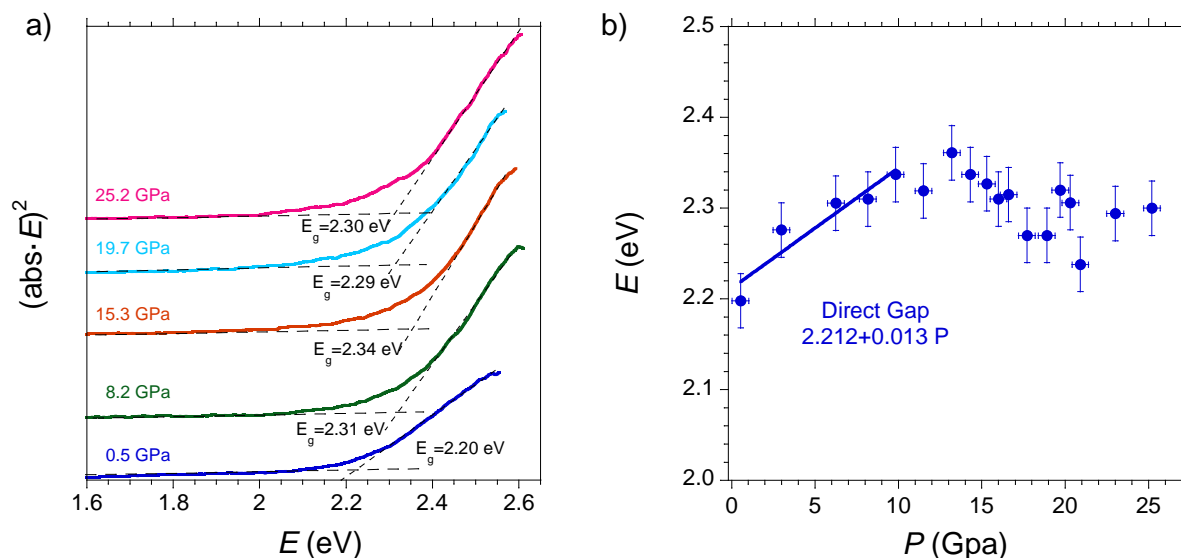 a)
(abs·E)²
25.2 GPa
E_g=2.30 eV
19.7 GPa
E_g=2.29 eV
15.3 GPa
E_g=2.34 eV
8.2 GPa
E_g=2.31 eV
0.5 GPa
E_g=2.20 eV
1.6 1.8 2 2.2 2.4 2.6
E (eV)
b)
2.5
2.4
2.3
2.2
2.1
2.0
E (eV)
Direct Gap
2.212+0.013 P
0 5 10 15 20 25
P (Gpa)